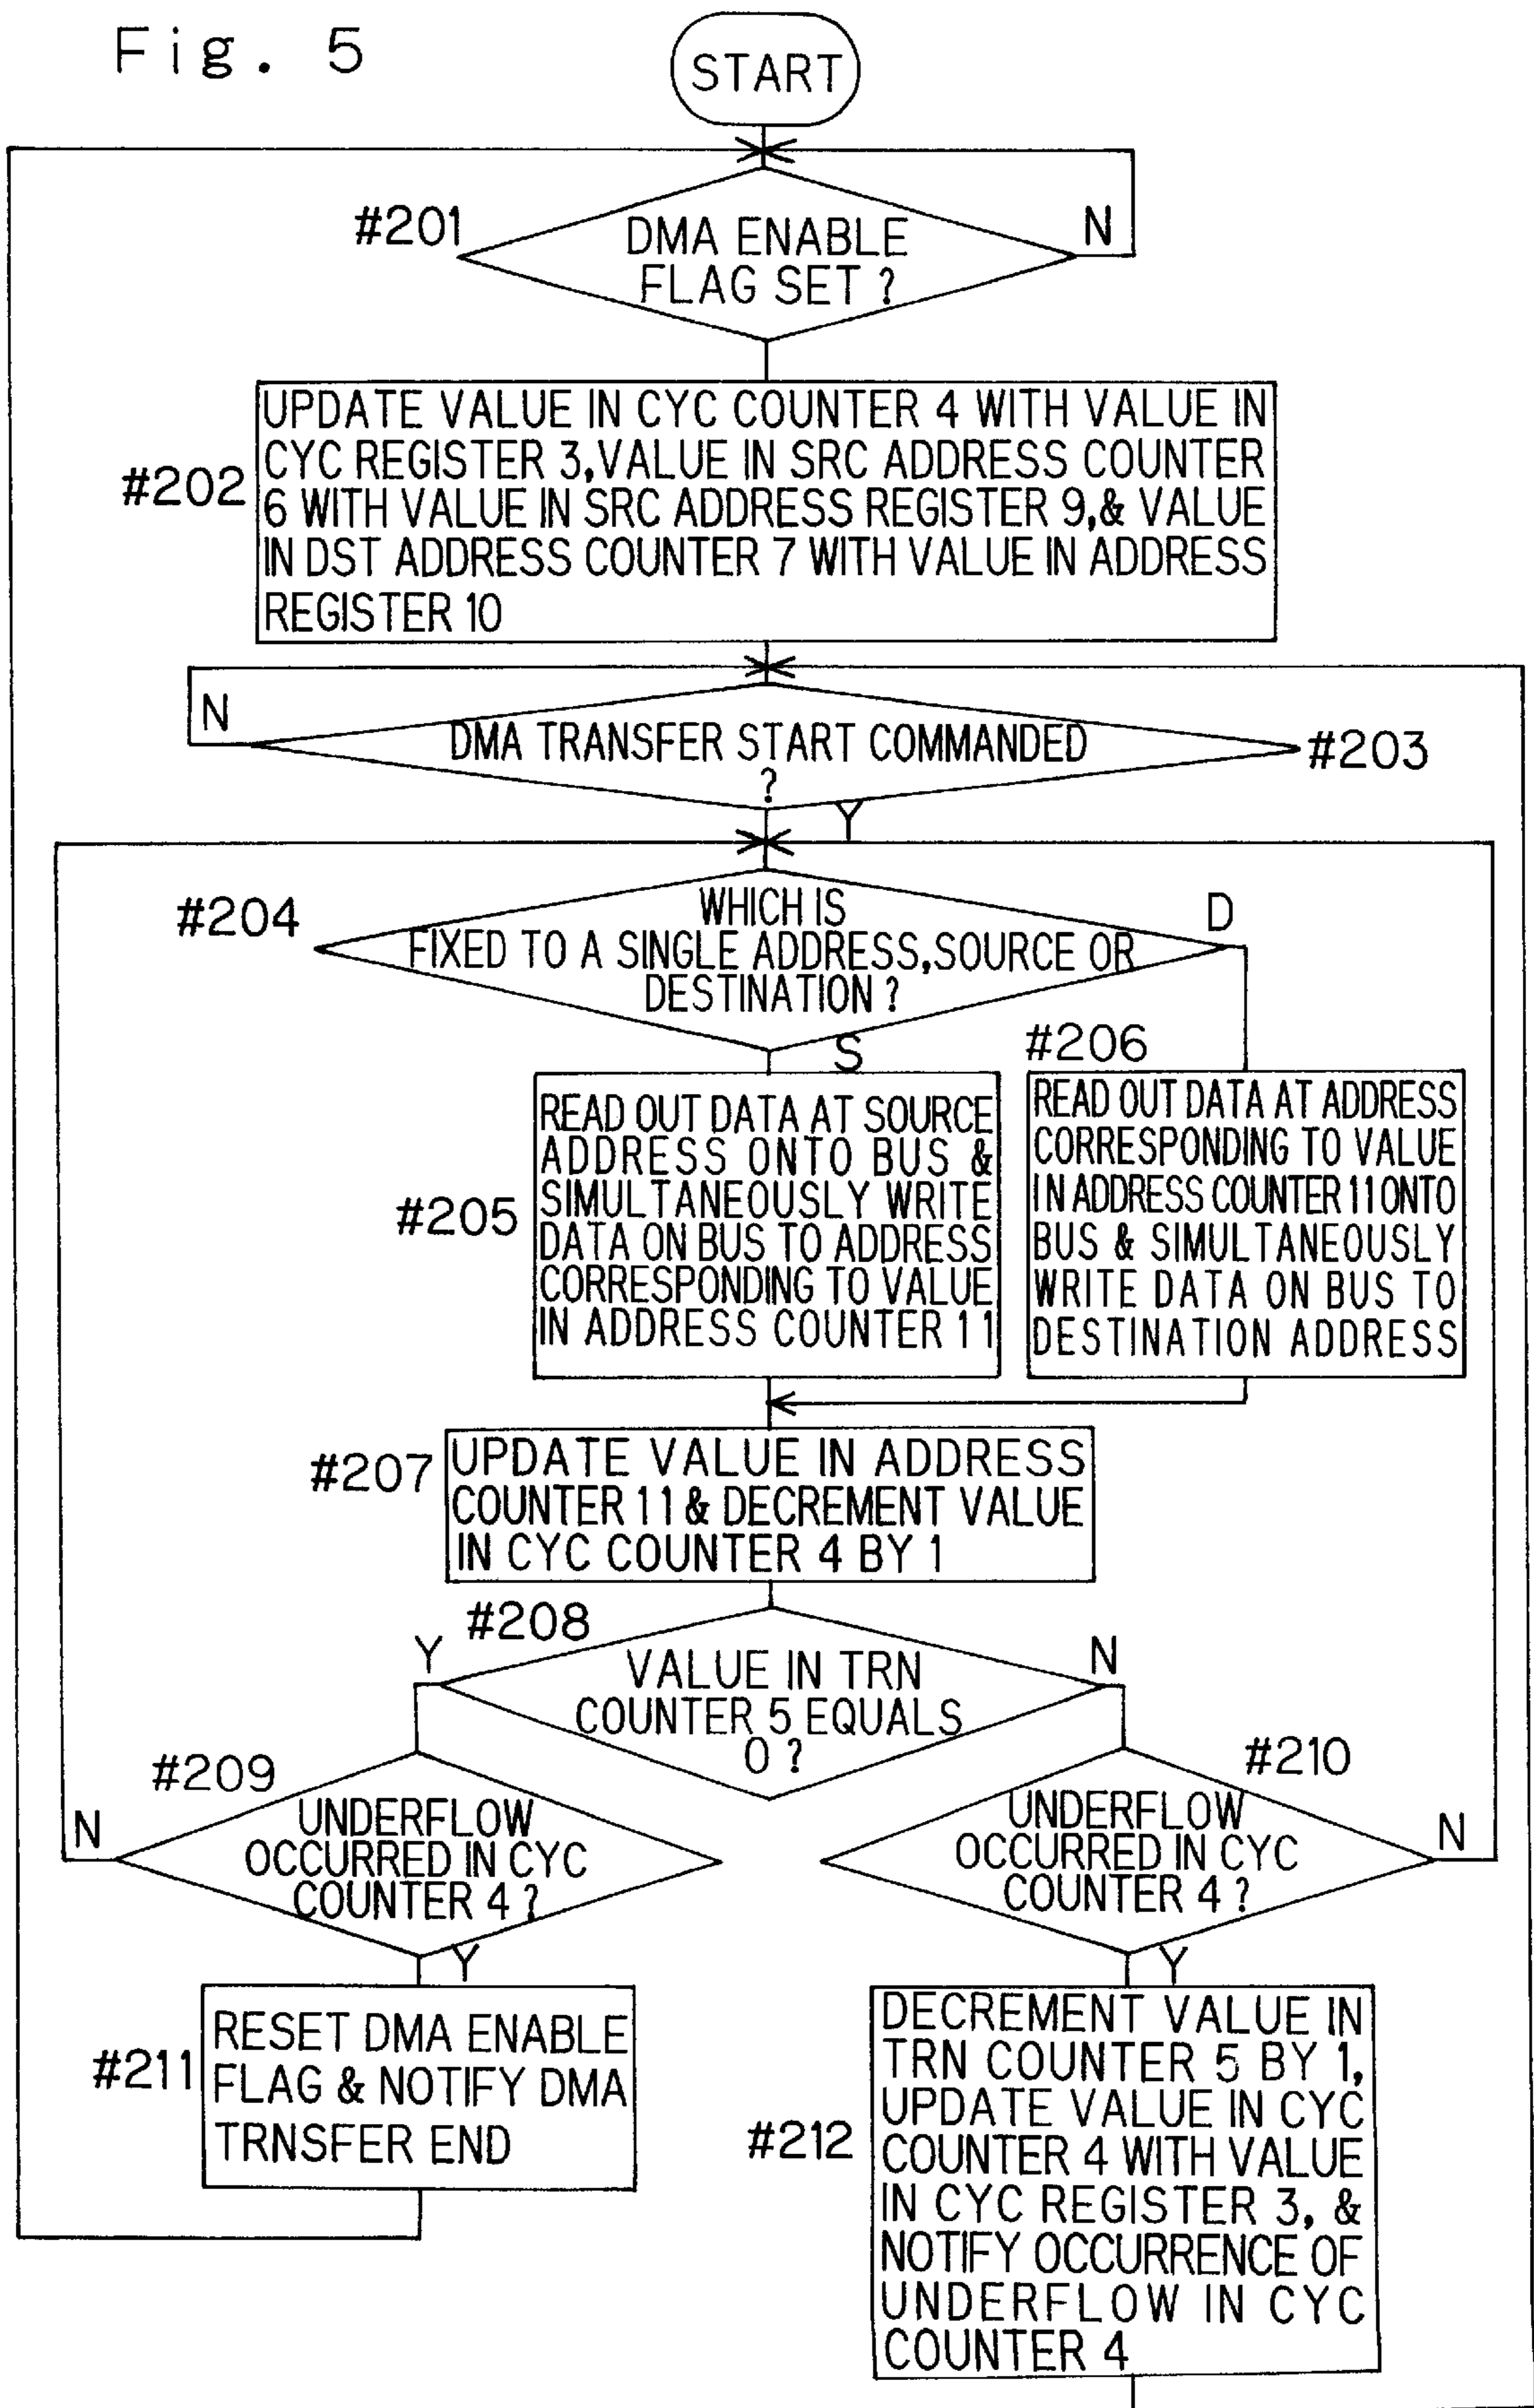 Fig. 5
START
#201
DMA ENABLE
FLAG SET ?
N
#202
UPDATE VALUE IN CYC COUNTER 4 WITH VALUE IN
CYC REGISTER 3,VALUE IN SRC ADDRESS COUNTER
6 WITH VALUE IN SRC ADDRESS REGISTER 9,& VALUE
IN DST ADDRESS COUNTER 7 WITH VALUE IN ADDRESS
REGISTER 10
N
DMA TRANSFER START COMMANDED
?
#203
Y
#204
WHICH IS
FIXED TO A SINGLE ADDRESS,SOURCE OR
DESTINATION ?
D
S
#205
READ OUT DATA AT SOURCE
ADDRESS ONTO BUS &
SIMULTANEOUSLY WRITE
DATA ON BUS TO ADDRESS
CORRESPONDING TO VALUE
IN ADDRESS COUNTER 11
#206
READ OUT DATA AT ADDRESS
CORRESPONDING TO VALUE
IN ADDRESS COUNTER 11 ONTO
BUS & SIMULTANEOUSLY
WRITE DATA ON BUS TO
DESTINATION ADDRESS
#207
UPDATE VALUE IN ADDRESS
COUNTER 11 & DECREMENT VALUE
IN CYC COUNTER 4 BY 1
#208
Y
VALUE IN TRN
COUNTER 5 EQUALS
0 ?
N
#209
N
UNDERFLOW
OCCURRED IN CYC
COUNTER 4 ?
Y
#210
UNDERFLOW
OCCURRED IN CYC
COUNTER 4 ?
N
Y
#211
RESET DMA ENABLE
FLAG & NOTIFY DMA
TRNSFER END
#212
DECREMENT VALUE IN
TRN COUNTER 5 BY 1,
UPDATE VALUE IN CYC
COUNTER 4 WITH VALUE
IN CYC REGISTER 3, &
NOTIFY OCCURRENCE OF
UNDERFLOW IN CYC
COUNTER 4